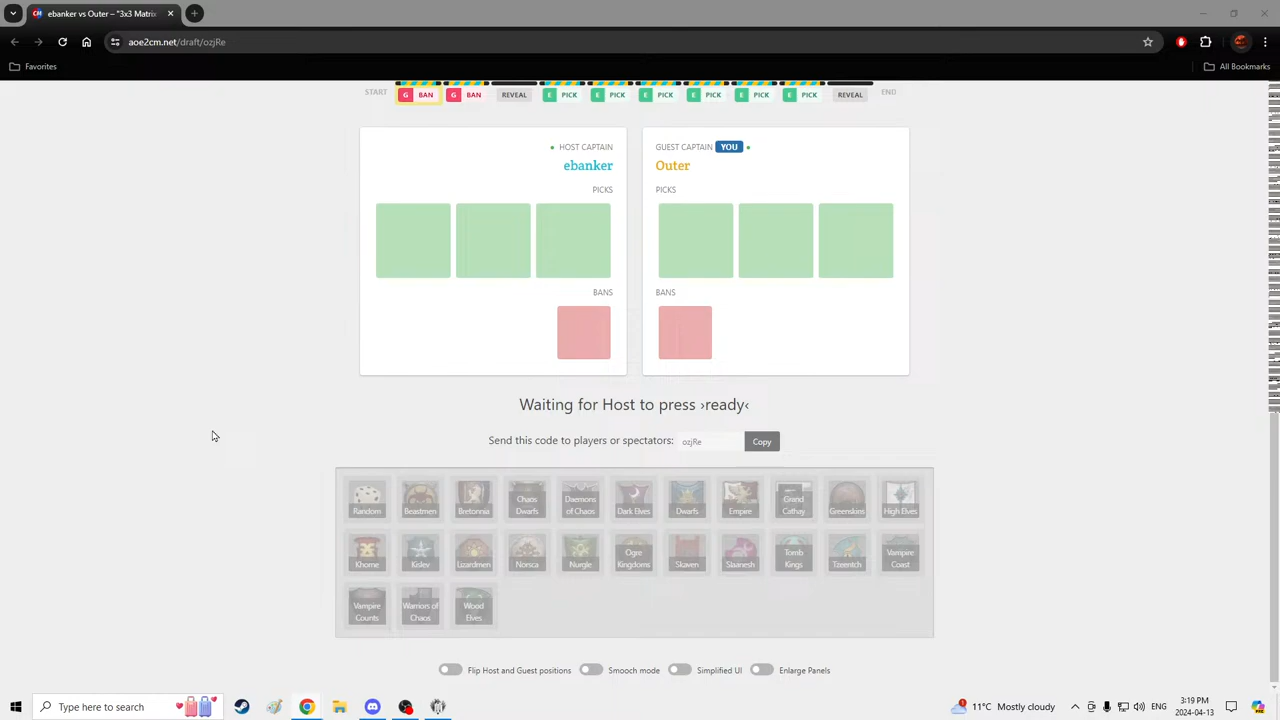 ebanker vs Outer – "3x3 Matrix
aoe2cm.net/draft/ozjRe
Favorites
All Bookmarks
START G BAN G BAN REVEAL E PICK E PICK E PICK E PICK E PICK E PICK REVEAL END
HOST CAPTAIN
ebanker
PICKS
BANS
GUEST CAPTAIN YOU
Outer
PICKS
BANS
Waiting for Host to press ›ready‹
Send this code to players or spectators: ozjRe Copy
Random Beastmen Bretonnia Chaos Dwarfs Daemons of Chaos Dark Elves Dwarfs Empire Grand Cathay Greenskins High Elves
Khorne Kislev Lizardmen Norsca Nurgle Ogre Kingdoms Skaven Slaanesh Tomb Kings Tzeentch Vampire Coast
Vampire Counts Warriors of Chaos Wood Elves
Flip Host and Guest positions Smooch mode Simplified UI Enlarge Panels
Type here to search
1
11°C Mostly cloudy
ENG
3:19 PM
2024-04-13